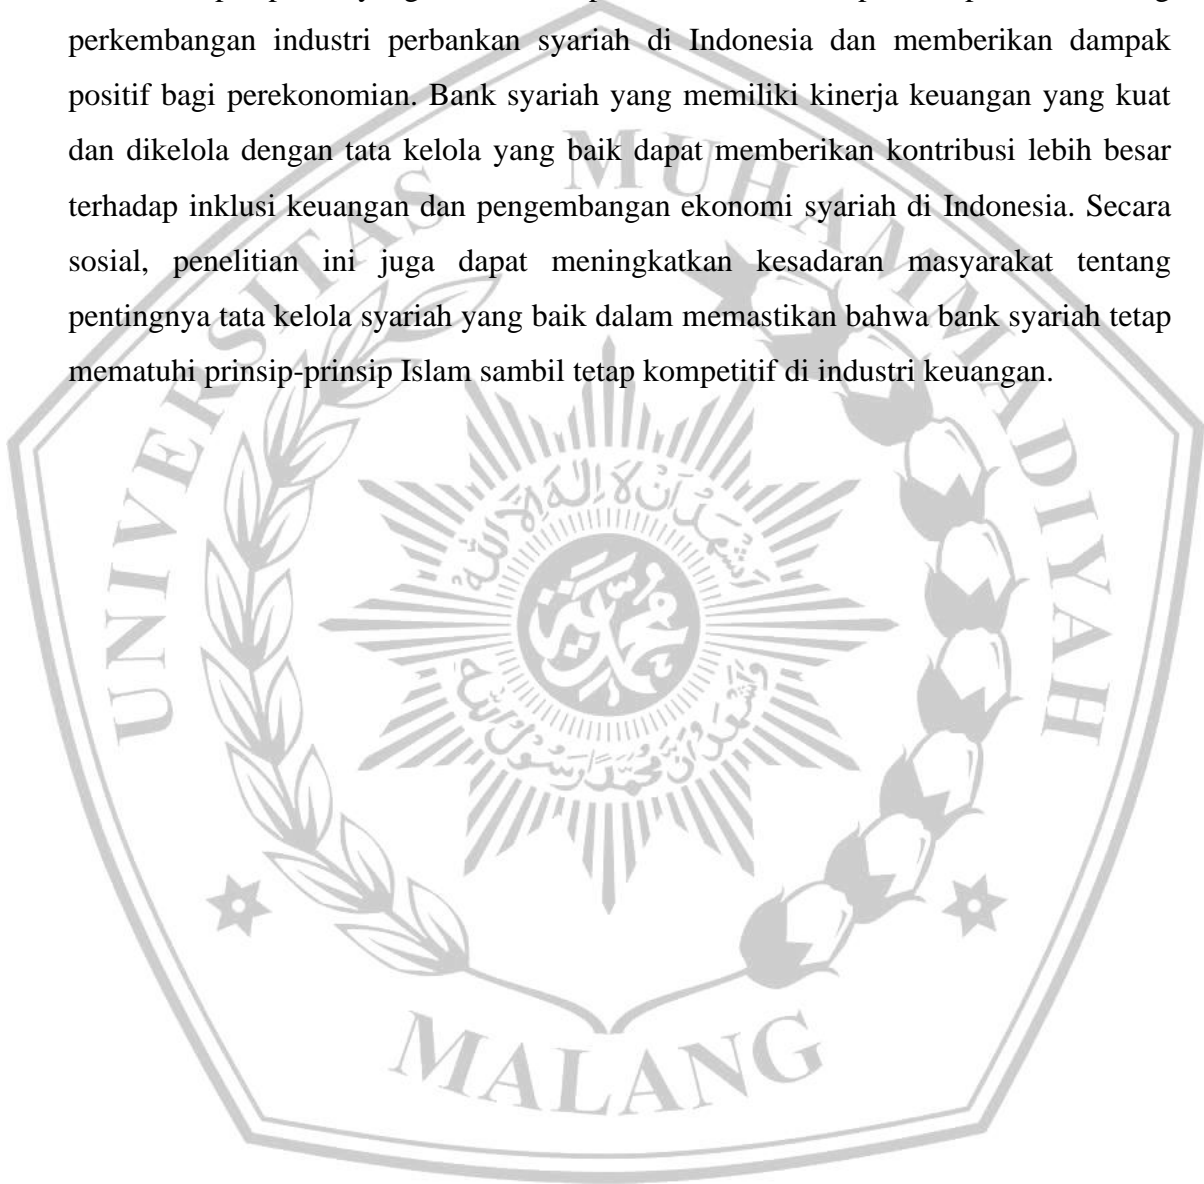 perkembangan industri perbankan syariah di Indonesia dan memberikan dampak
positif bagi perekonomian. Bank syariah yang memiliki kinerja keuangan yang kuat
dan dikelola dengan tata kelola yang baik dapat memberikan kontribusi lebih besar
terhadap inklusi keuangan dan pengembangan ekonomi syariah di Indonesia. Secara
sosial, penelitian ini juga dapat meningkatkan kesadaran masyarakat tentang
pentingnya tata kelola syariah yang baik dalam memastikan bahwa bank syariah tetap
mematuhi prinsip-prinsip Islam sambil tetap kompetitif di industri keuangan.
UNIVERSITAS MUHAMMADIYAH
MALANG